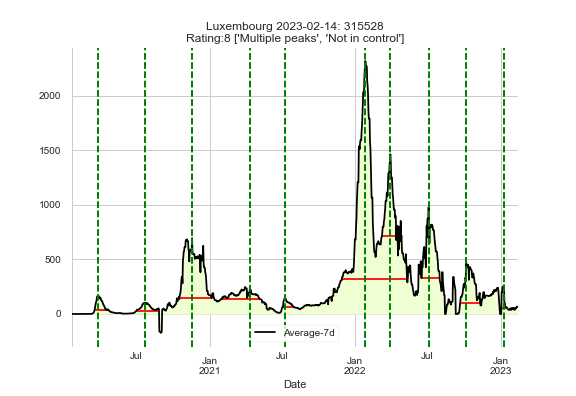 Luxembourg 2023-02-14: 315528
Rating:8 ['Multiple peaks', 'Not in control']
2000
1500
1000
500
0
Average-7d
Jul
Jan
2021
Jul
Jan
2022
Jul
Jan
2023
Date